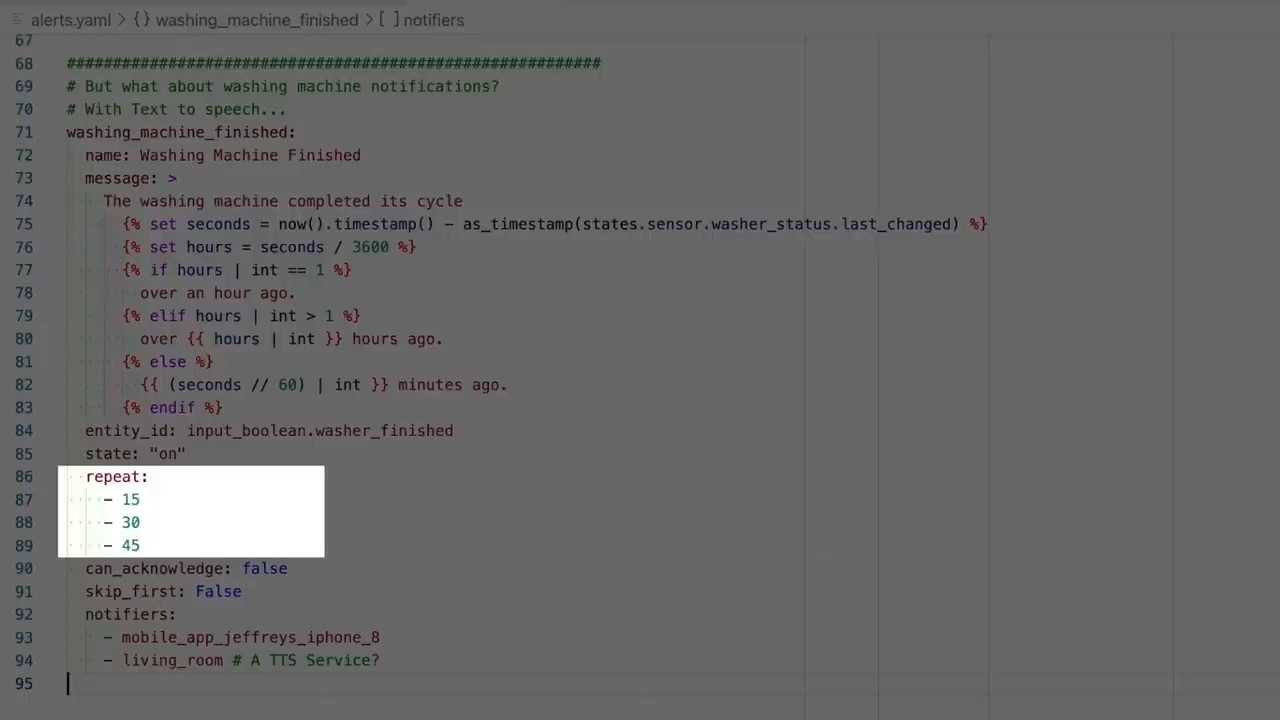 alerts.yaml > {} washing_machine_finished > [ ] notifiers
67
68 ##########################################################
69 # But what about washing machine notifications?
70 # With Text to speech...
71 washing_machine_finished:
72 name: Washing Machine Finished
73 message: >
74 The washing machine completed its cycle
75 {% set seconds = now().timestamp() - as_timestamp(states.sensor.washer_status.last_changed) %}
76 {% set hours = seconds / 3600 %}
77 {% if hours | int == 1 %}
78 over an hour ago.
79 {% elif hours | int > 1 %}
80 over {{ hours | int }} hours ago.
81 {% else %}
82 {{ (seconds // 60) | int }} minutes ago.
83 {% endif %}
84 entity_id: input_boolean.washer_finished
85 state: "on"
86 repeat:
87 - 15
88 - 30
89 - 45
90 can_acknowledge: false
91 skip_first: False
92 notifiers:
93 - mobile_app_jeffreys_iphone_8
94 - living_room # A TTS Service?
95